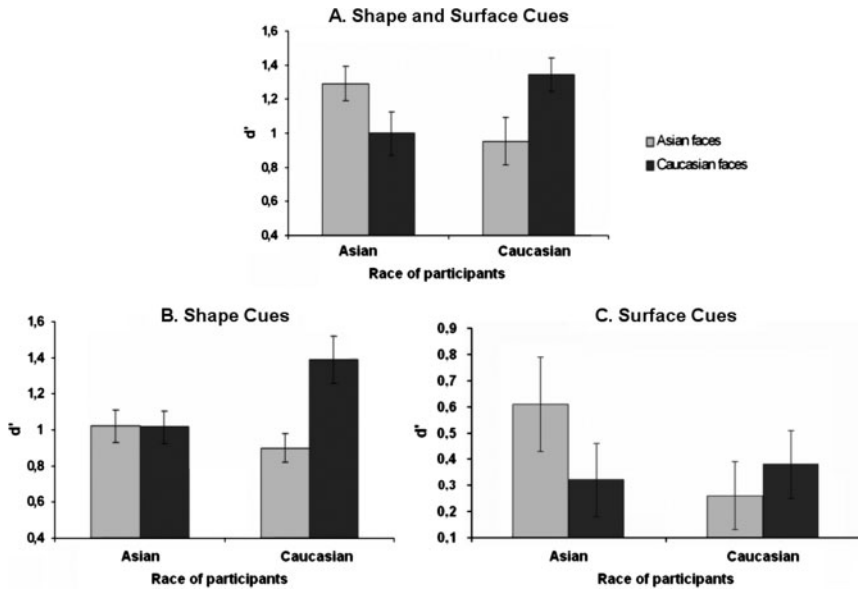 A. Shape and Surface Cues
1,6
1,4
1,2
1
0,8
0,6
0,4
d'
Asian
Caucasian
Race of participants
Asian faces
Caucasian faces
B. Shape Cues
1,6
1,4
1,2
1
0,8
0,6
0,4
d'
Asian
Caucasian
Race of participants
C. Surface Cues
0,9
0,8
0,7
0,6
0,5
0,4
0,3
0,2
0,1
d'
Asian
Caucasian
Race of participants